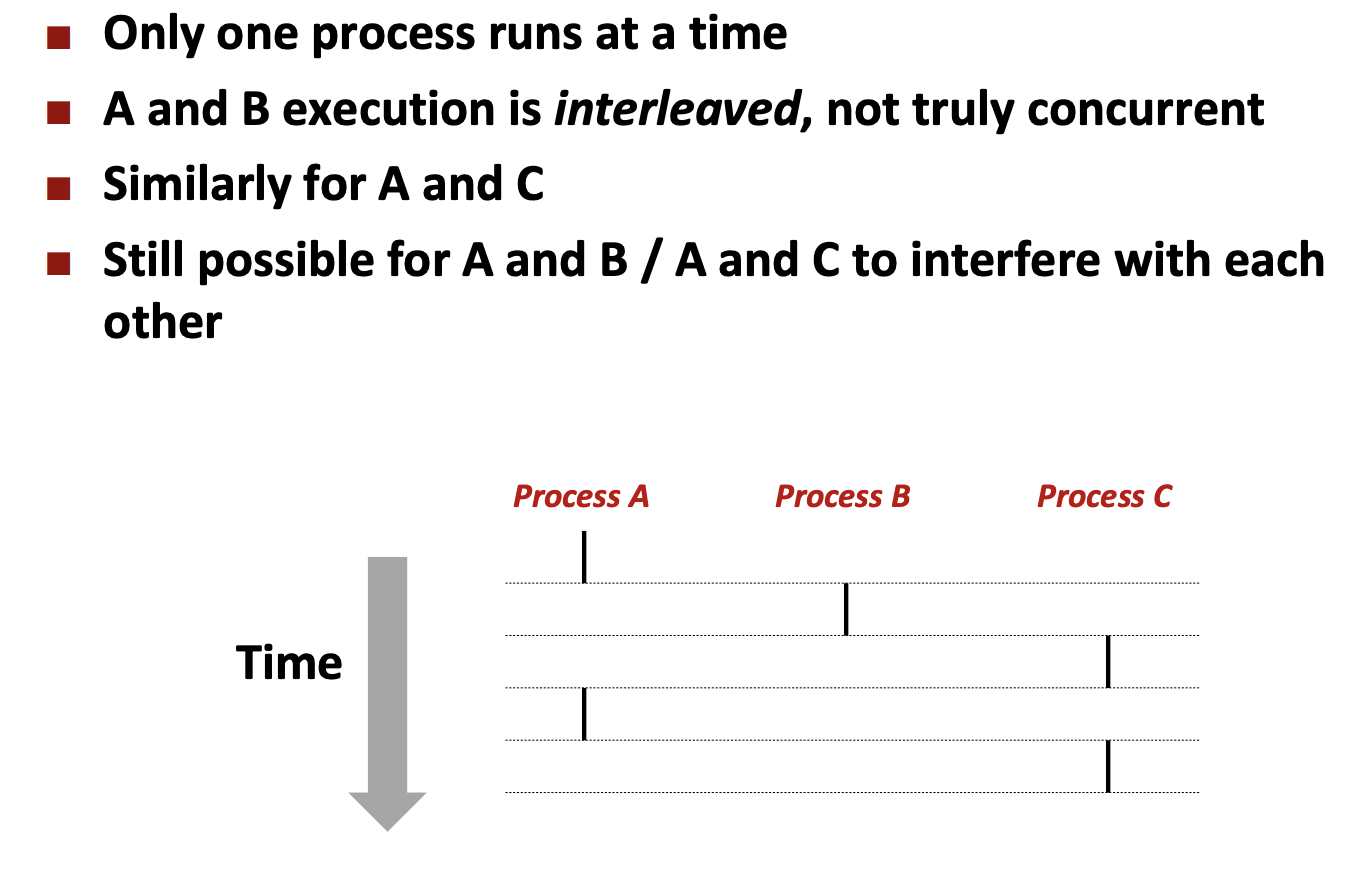 Only one process runs at a time
A and B execution is interleaved, not truly concurrent
Similarly for A and C
Still possible for A and B / A and C to interfere with each
other
Process A
Process B
Process C
Time